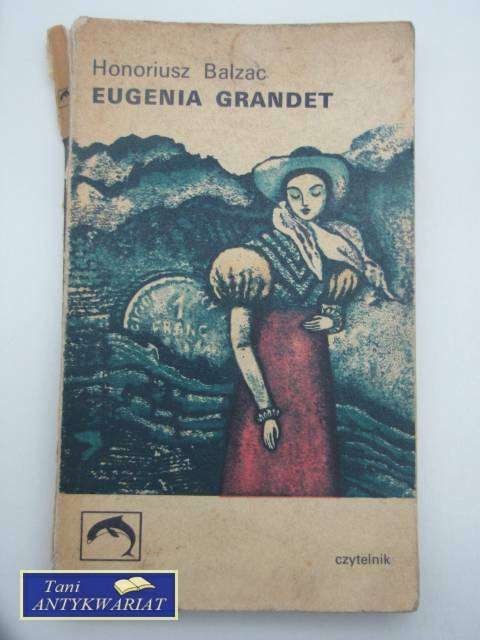 Honoriusz Balzac
EUGENIA GRANDET
1
FRANC
czytelnik
Tani
ANTYKWARIAT